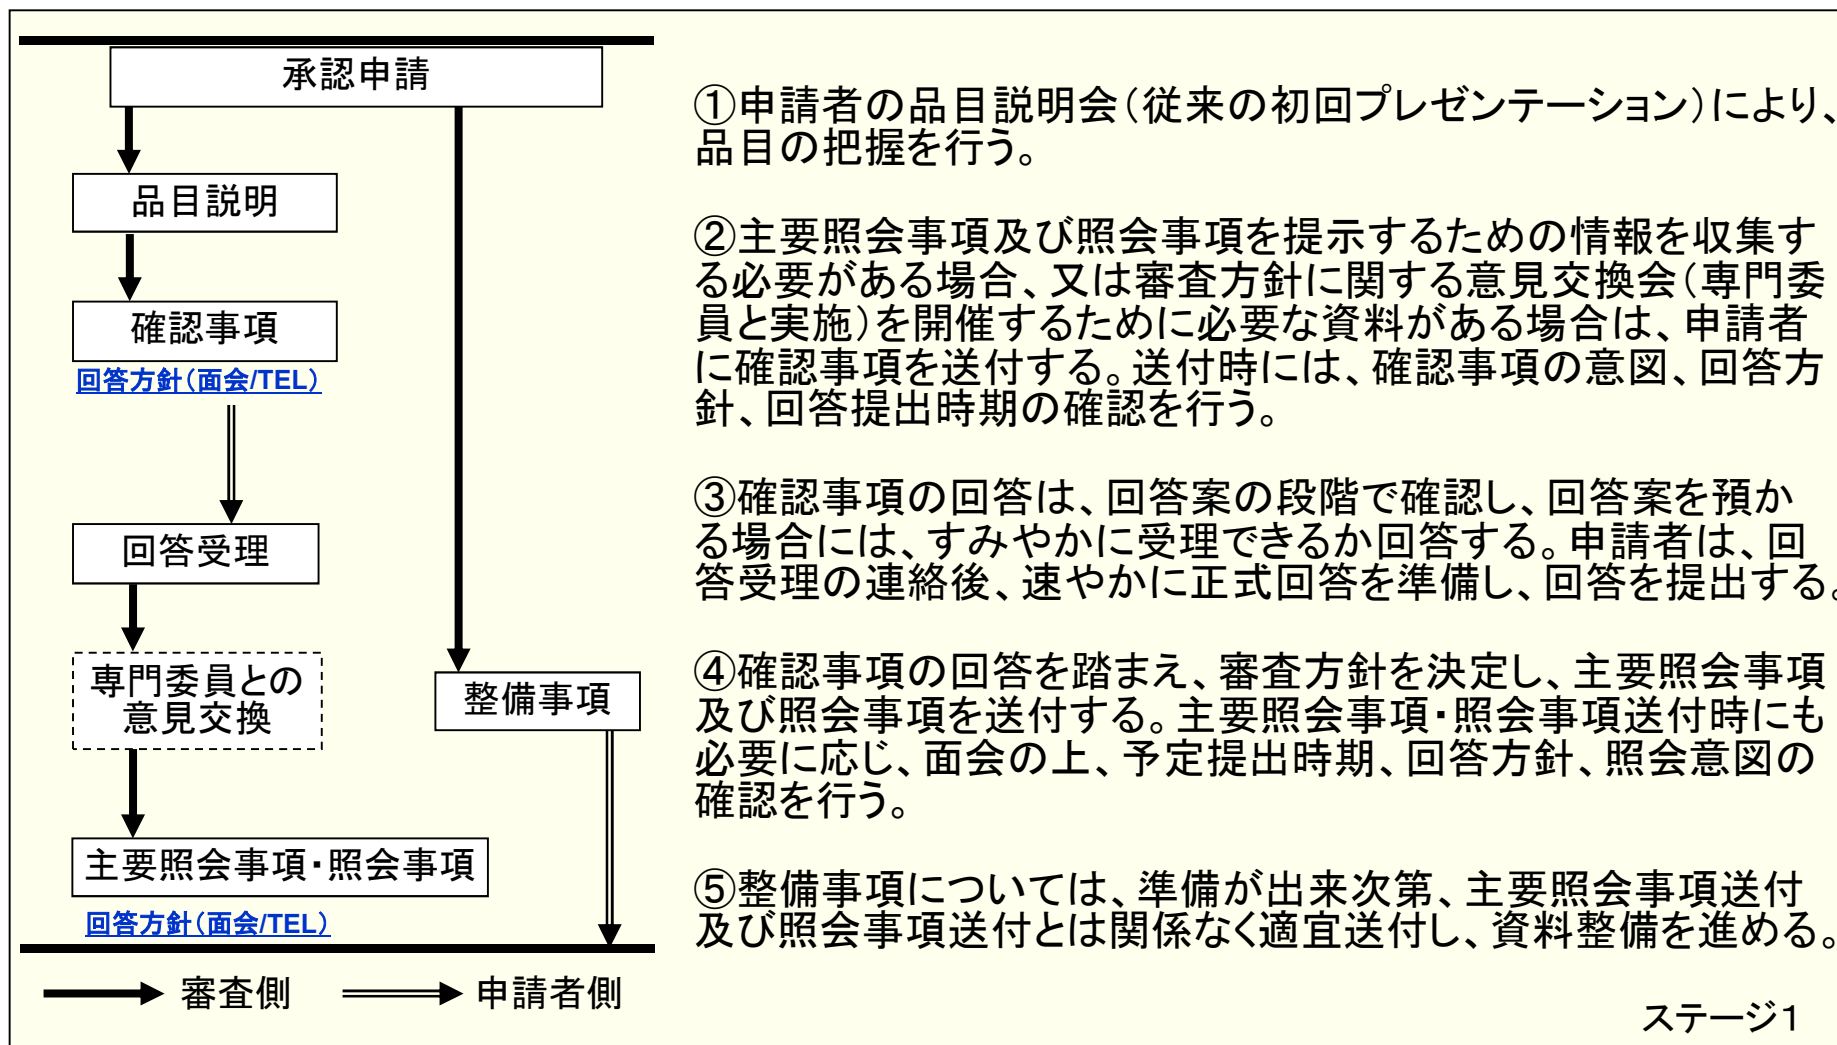 承認申請
品目説明
確認事項
回答方針(面会/TEL)
回答受理
専門委員との
意見交換
整備事項
主要照会事項・照会事項
回答方針(面会/TEL)
審査側
申請者側
①申請者の品目説明会(従来の初回プレゼンテーション)により、
品目の把握を行う。
②主要照会事項及び照会事項を提示するための情報を収集す
る必要がある場合、又は審査方針に関する意見交換会(専門委
員と実施)を開催するために必要な資料がある場合は、申請者
に確認事項を送付する。送付時には、確認事項の意図、回答方
針、回答提出時期の確認を行う。
③確認事項の回答は、回答案の段階で確認し、回答案を預か
る場合には、すみやかに受理できるか回答する。申請者は、回
答受理の連絡後、速やかに正式回答を準備し、回答を提出する。
④確認事項の回答を踏まえ、審査方針を決定し、主要照会事項
及び照会事項を送付する。主要照会事項・照会事項送付時にも
必要に応じ、面会の上、予定提出時期、回答方針、照会意図の
確認を行う。
⑤整備事項については、準備が出来次第、主要照会事項送付
及び照会事項送付とは関係なく適宜送付し、資料整備を進める。
ステージ1